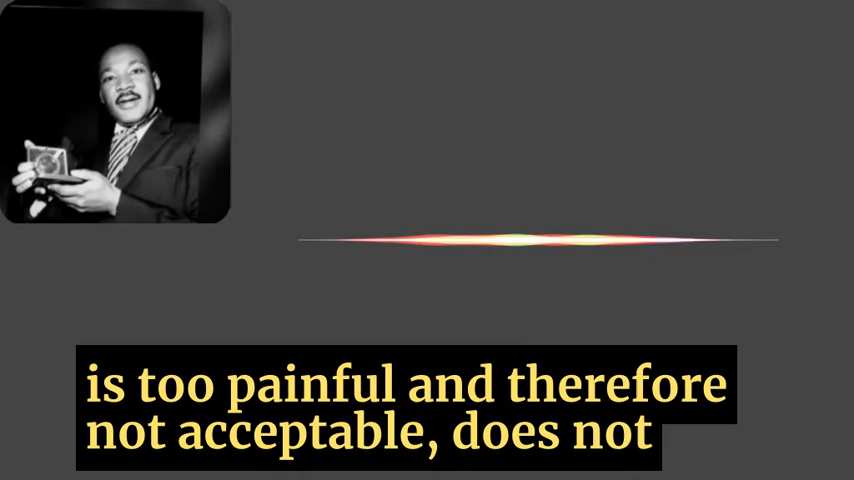 is too painful and therefore
not acceptable, does not